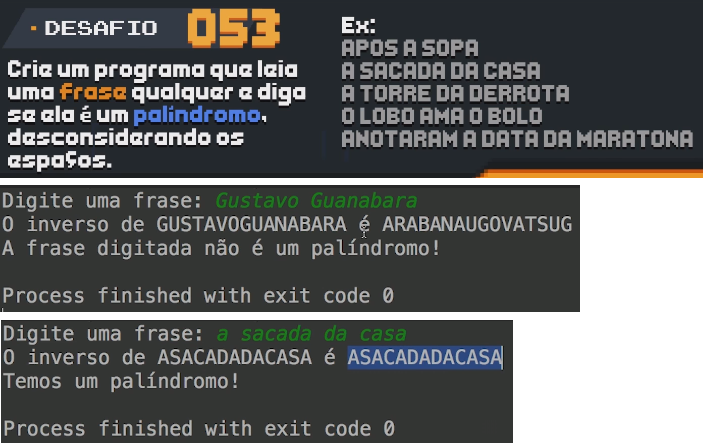 DESAFIO 053
Crie um programa que leia
uma frase qualquer e diga
se ela é um palíndromo,
desconsiderando os
espaços.
Ex:
APOS A SOPA
A SACADA DA CASA
A TORRE DA DERROTA
O LOBO AMA O BOLO
ANOTARAM A DATA DA MARATONA
Digite uma frase: Gustavo Guanabara
O inverso de GUSTAVOGUANABARA é ARABANAUGOVATSUG
A frase digitada não é um palíndromo!
Process finished with exit code 0
Digite uma frase: a sacada da casa
O inverso de ASACADADACASA é ASACADADACASA
Temos um palíndromo!
Process finished with exit code 0